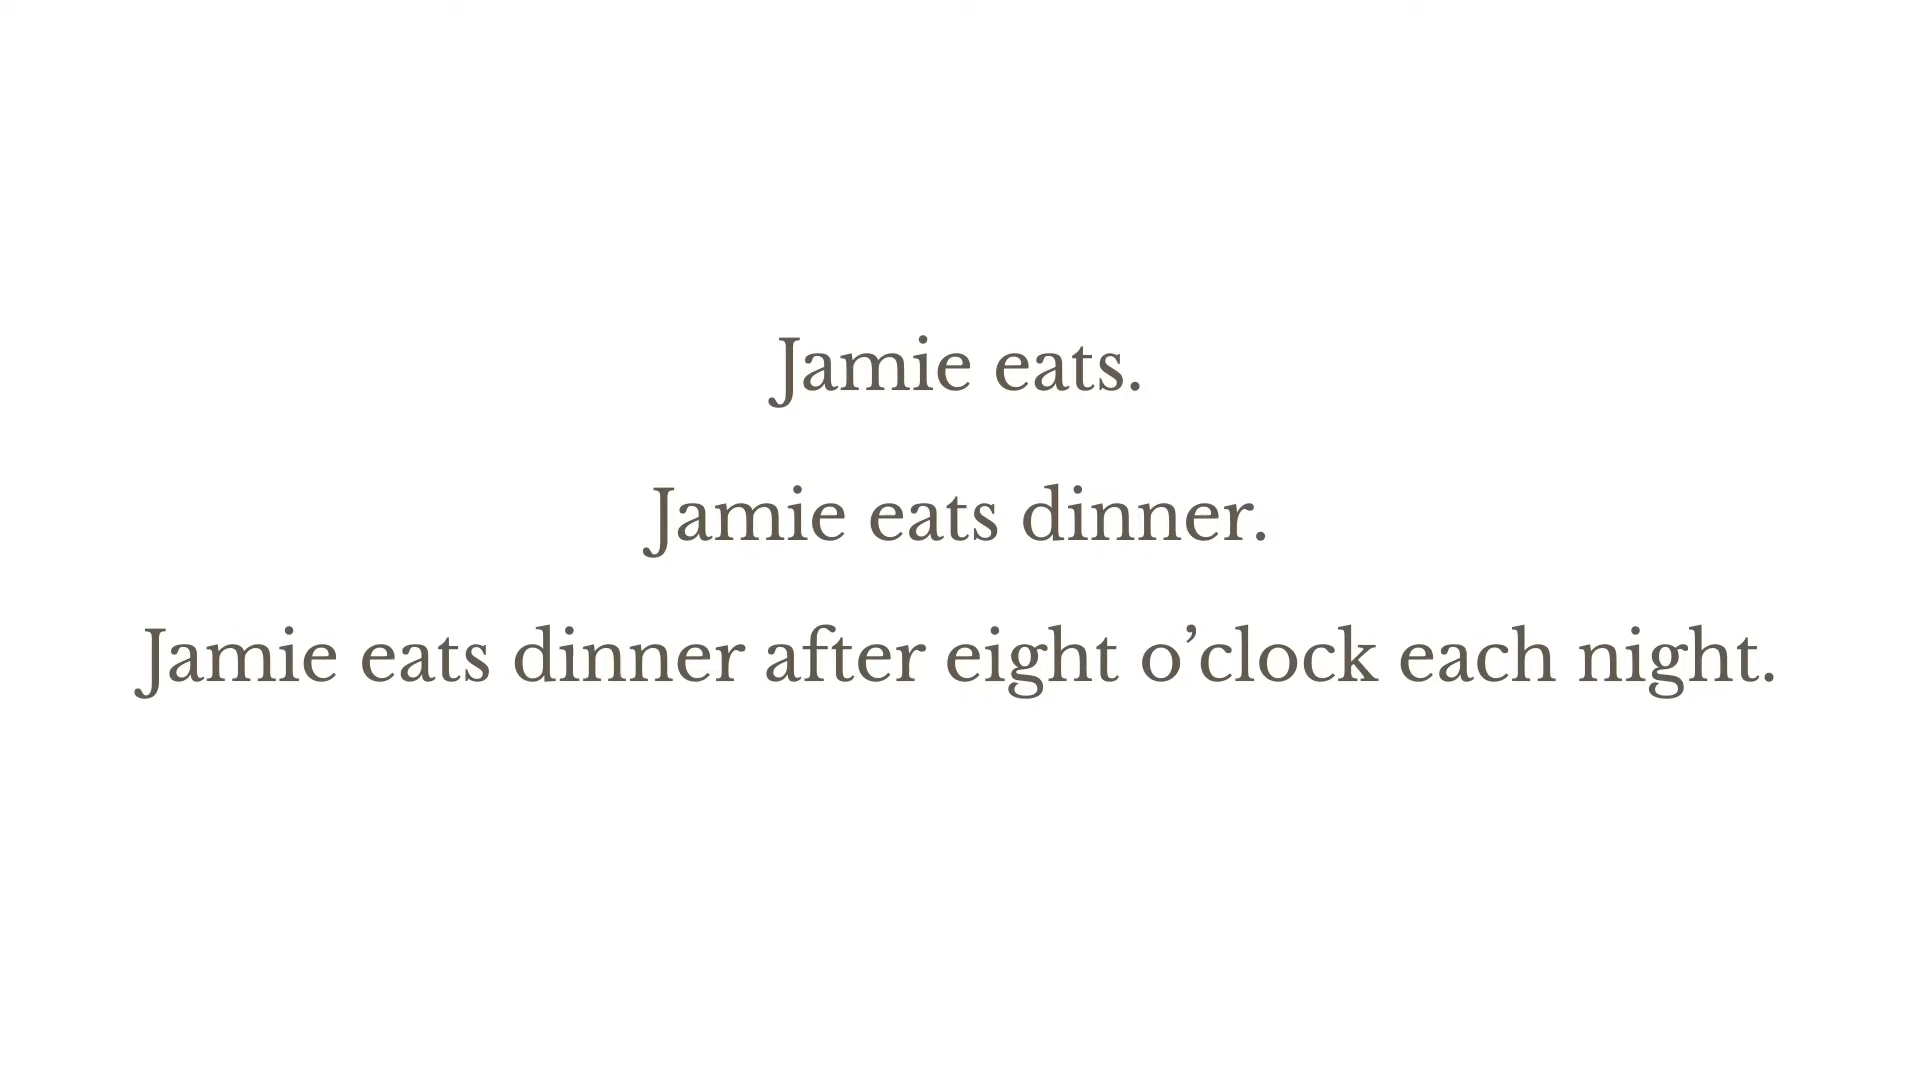 Jamie eats.
Jamie eats dinner.
Jamie eats dinner after eight o’clock each night.